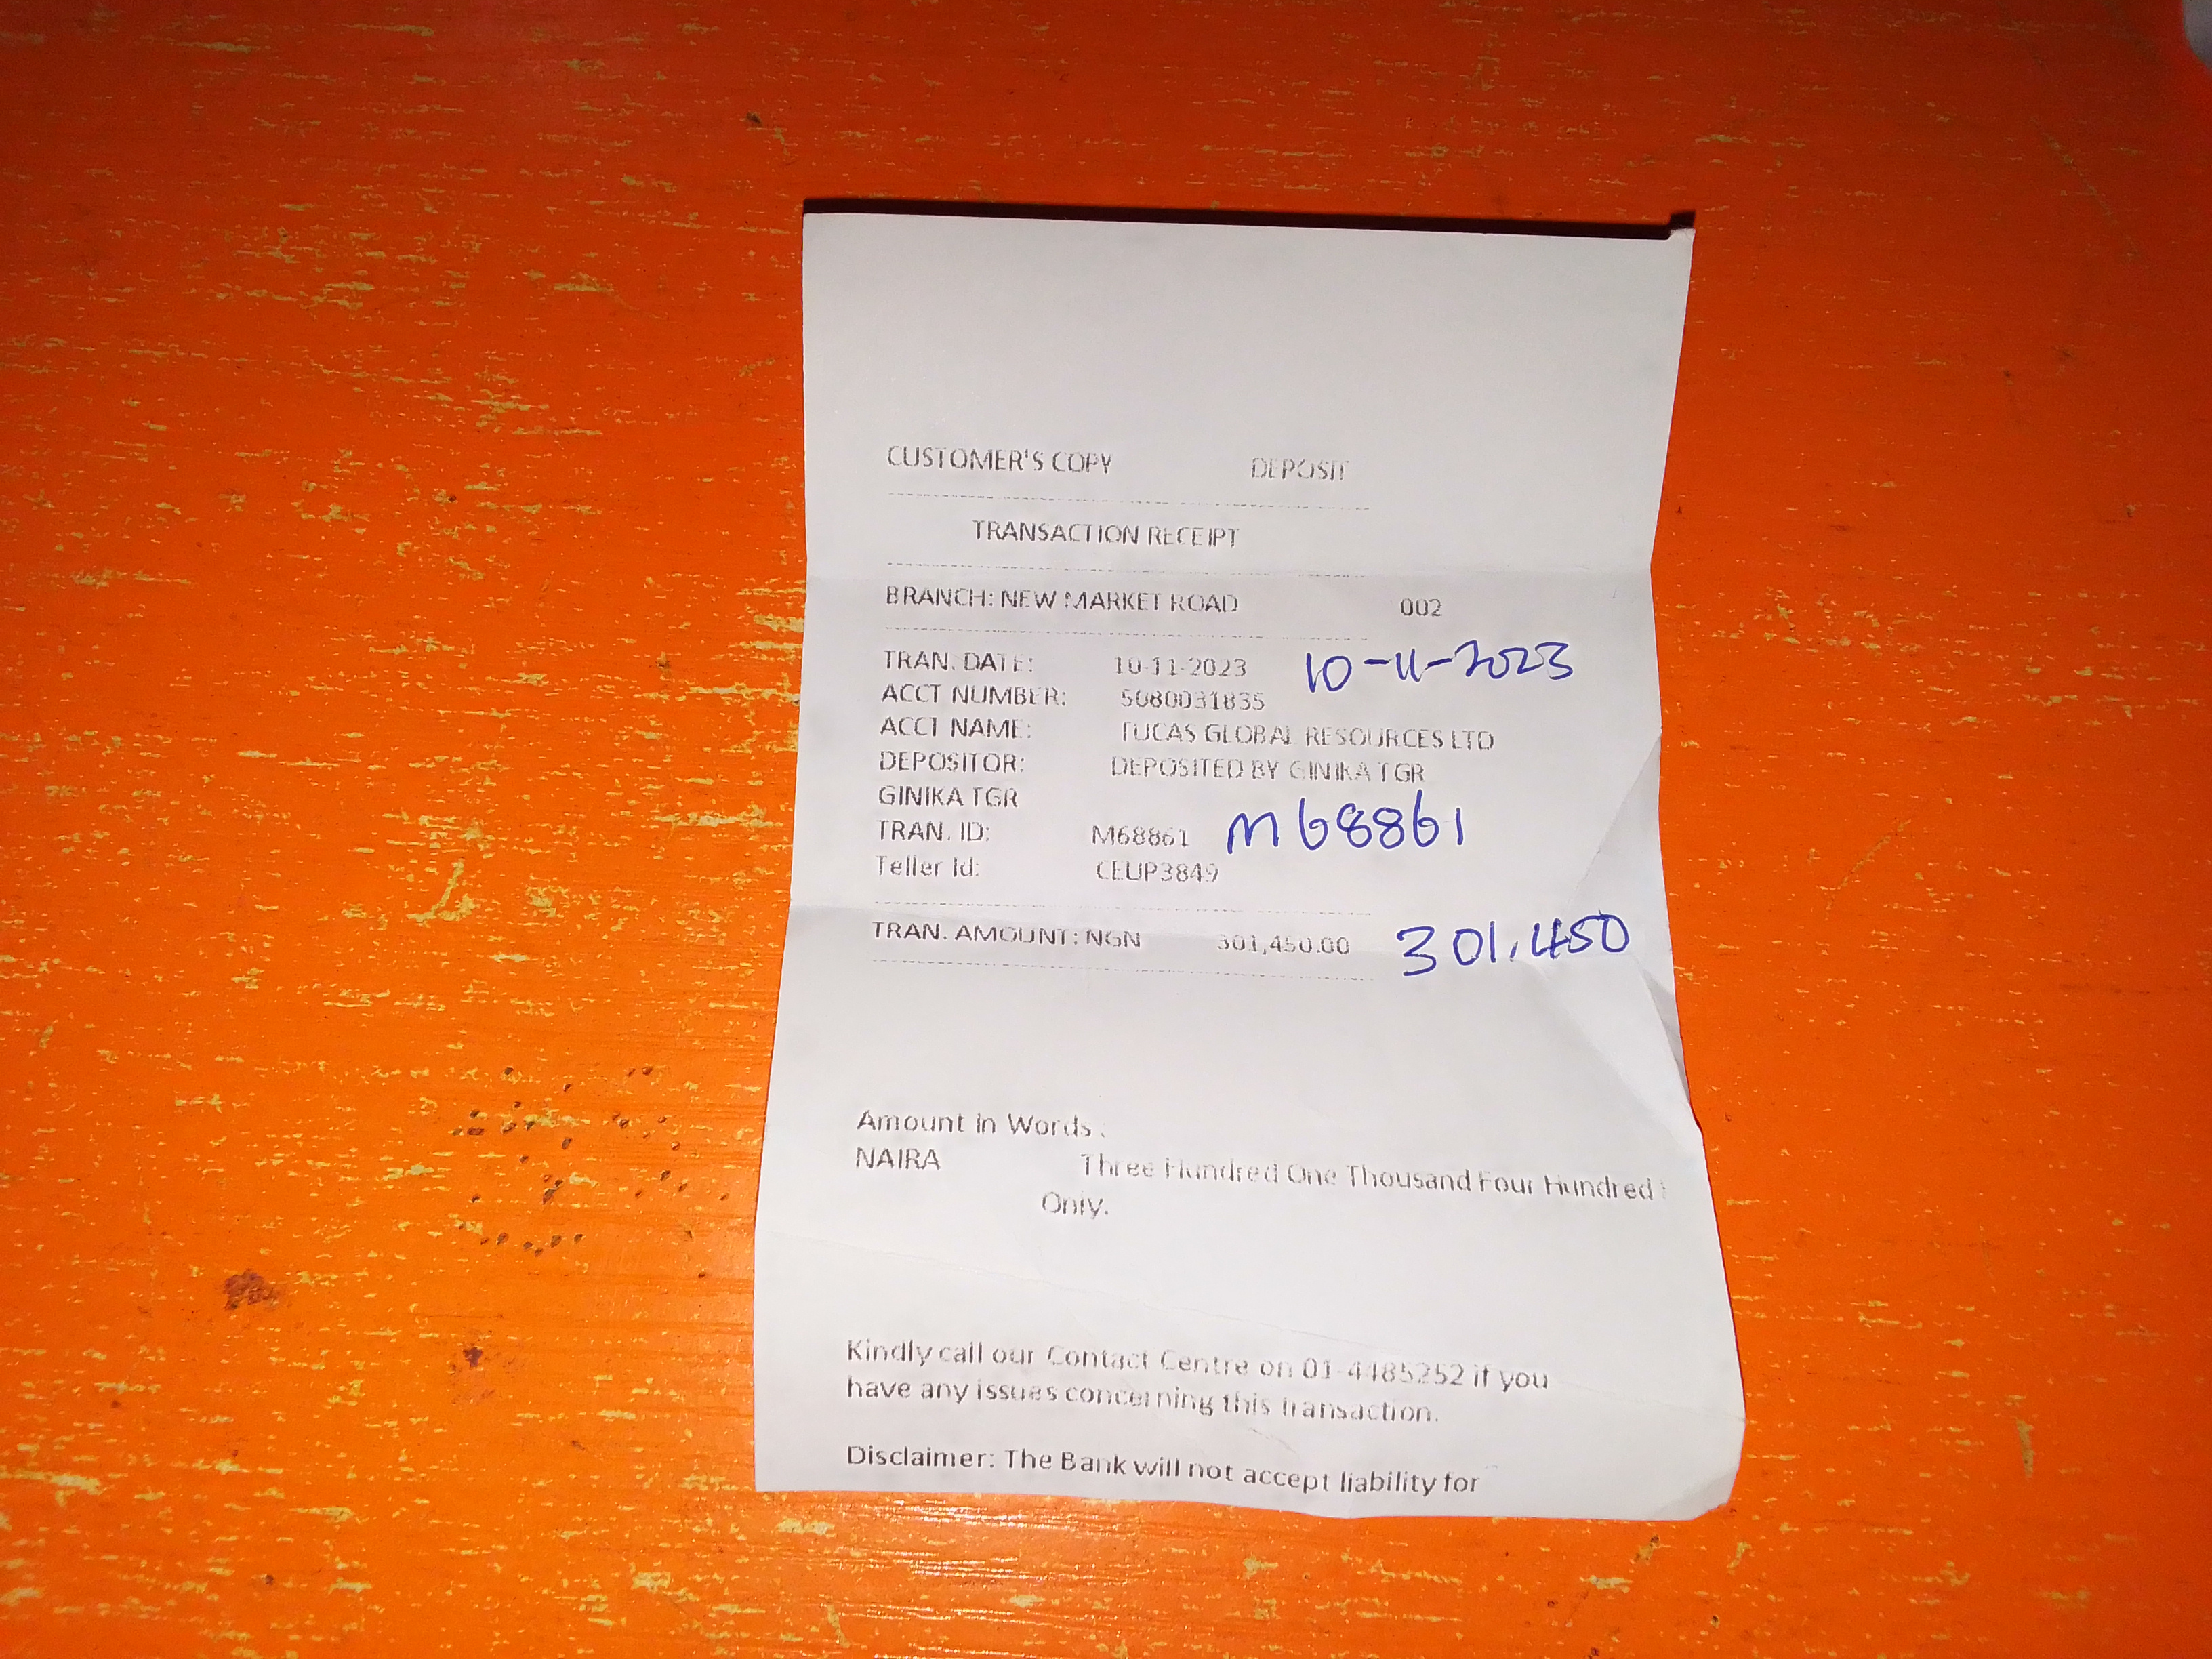 CUSTOMER'S COPY DEPOSIT
TRANSACTION RECEIPT
BRANCH: NEW MARKET ROAD 002
TRAN. DATE: 10-11-2023 10-11-2023
ACCT NUMBER: 5080031835
ACCT NAME: TUCAS GLOBAL RESOURCES LTD
DEPOSITOR: DEPOSITED BY GINIKA TGR
GINIKA TGR
TRAN. ID: M68861 M68861
Teller Id: CEUP3849
TRAN. AMOUNT: NGN 301,450.00 301,450
Amount in Words :
NAIRA Three Hundred One Thousand Four Hundred
Only.
Kindly call our Contact Centre on 01-4485252 if you
have any issues concerning this transaction.
Disclaimer: The Bank will not accept liability for